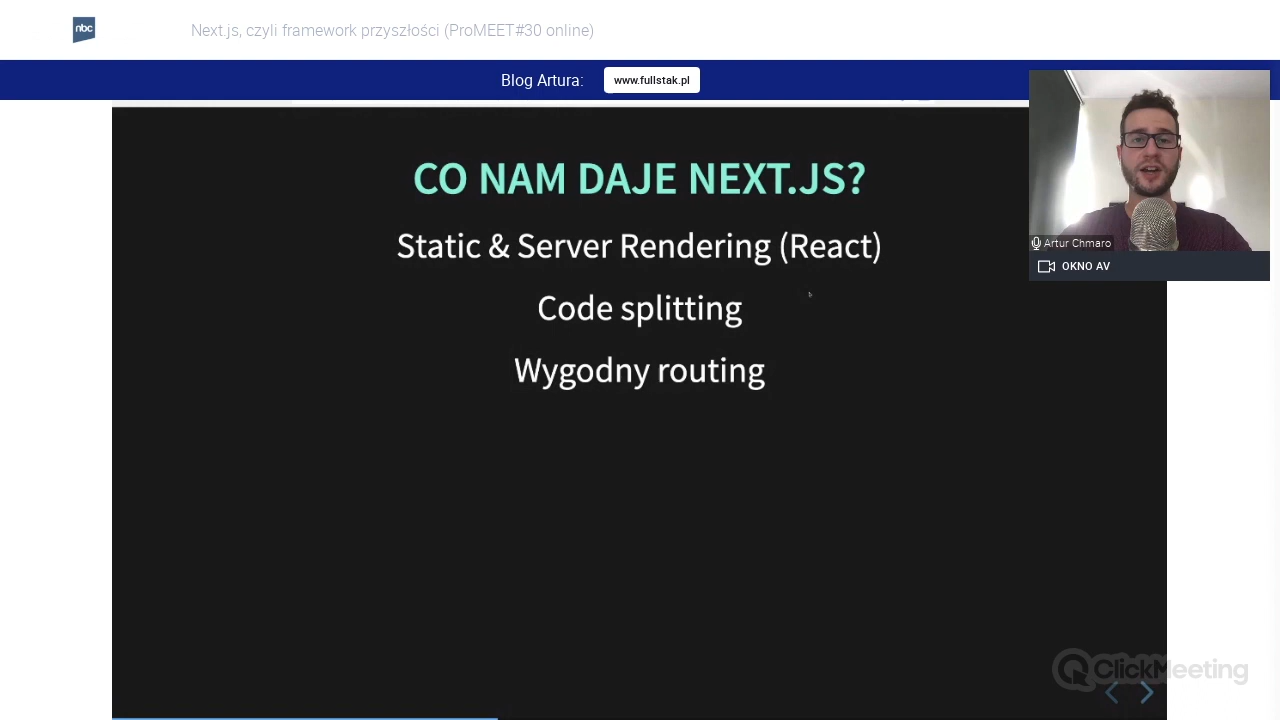 nbc
Next.js, czyli framework przyszłości (ProMEET#30 online)
Blog Artura:
www.fullstak.pl
CO NAM DAJE NEXT.JS?
Static & Server Rendering (React)
Code splitting
Wygodny routing
Artur Chmaro
OKNO AV
ClickMeeting